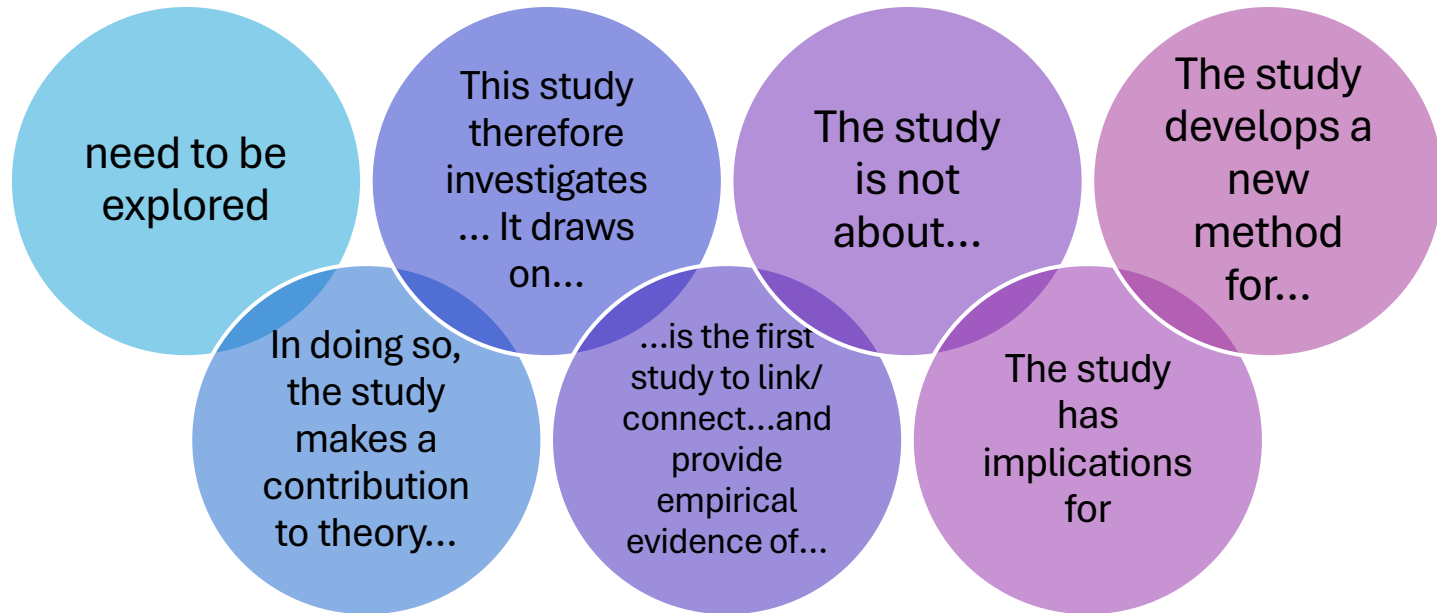 need to be
explored
In doing so,
the study
makes a
contribution
to theory...
This study
therefore
investigates
... It draws
on...
...is the first
study to link/
connect...and
provide
empirical
evidence of...
The study
is not
about...
The study
has
implications
for
The study
develops a
new
method
for...